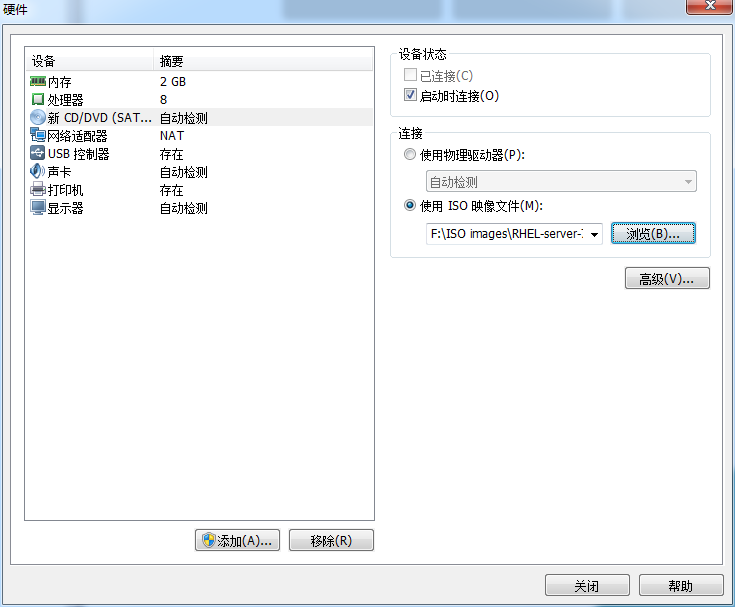 硬件
设备 摘要
内存 2 GB
处理器 8
新 CD/DVD (SAT... 自动检测
网络适配器 NAT
USB 控制器 存在
声卡 自动检测
打印机 存在
显示器 自动检测
添加(A)... 移除(R)
设备状态
已连接(C)
启动时连接(O)
连接
使用物理驱动器(P):
自动检测
使用 ISO 映像文件(M):
F:\ISO images\RHEL-server- 浏览(B)...
高级(V)...
关闭 帮助